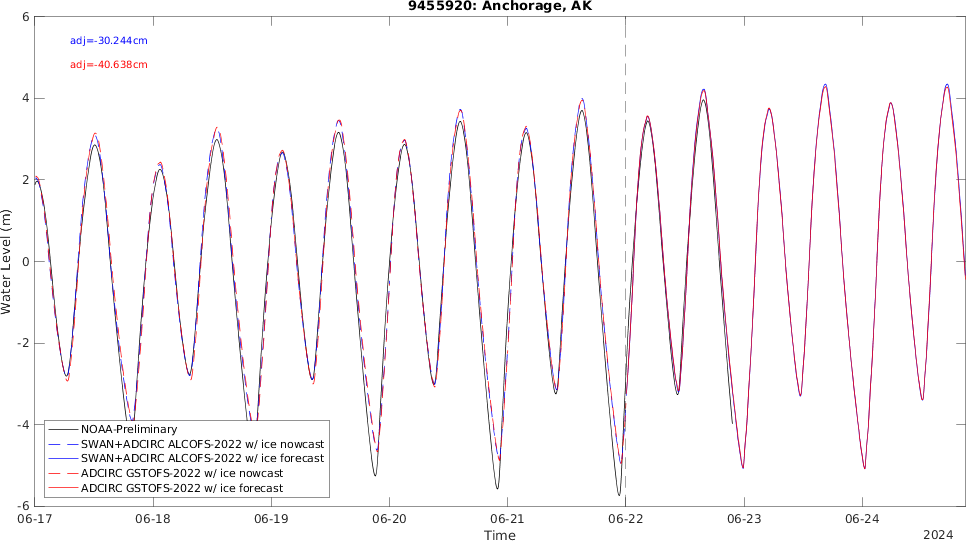 9455920: Anchorage, AK
adj=-30.244cm
adj=-40.638cm
Water Level (m)
6
4
2
0
-2
-4
-6
NOAA-Preliminary
SWAN+ADCIRC ALCOFS-2022 w/ ice nowcast
SWAN+ADCIRC ALCOFS-2022 w/ ice forecast
ADCIRC GSTOFS-2022 w/ ice nowcast
ADCIRC GSTOFS-2022 w/ ice forecast
06-17 06-18 06-19 06-20 06-21 06-22 06-23 06-24
Time
2024